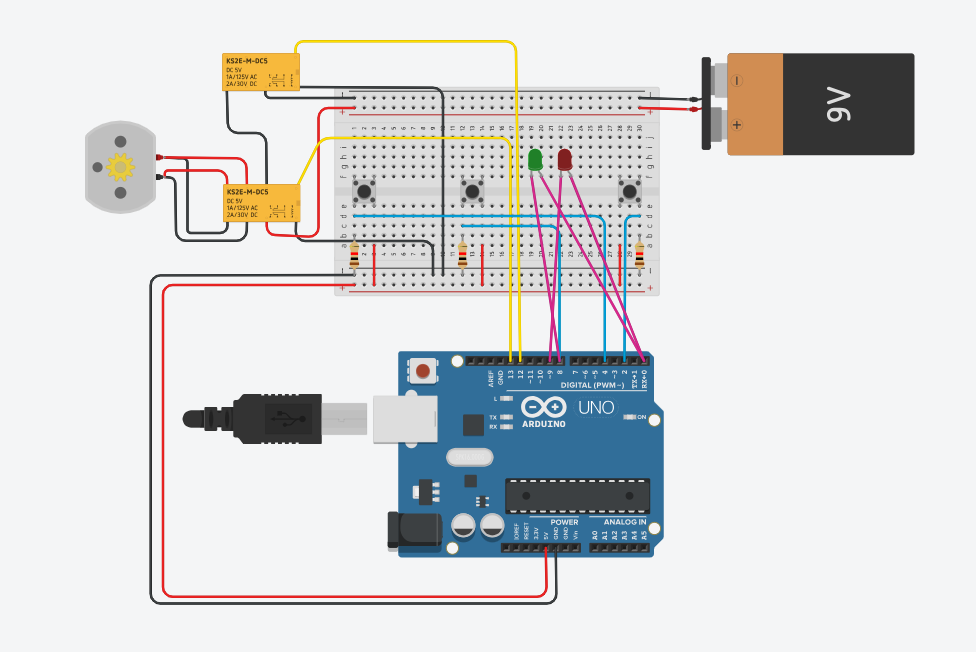 KS2E-M-DC5
DC 5V
1A/125V AC
2A/30V DC
9V
KS2E-M-DC5
DC 5V
1A/125V AC
2A/30V DC
AREF
GND
13
12
~11
~10
~9
8
7
~6
~5
4
~3
2
TX→1
RX←0
DIGITAL (PWM~)
L
TX
RX
ARDUINO
UNO
ON
POWER
ANALOG IN
IOREF
RESET
3.3V
5V
GND
GND
Vin
A0
A1
A2
A3
A4
A5